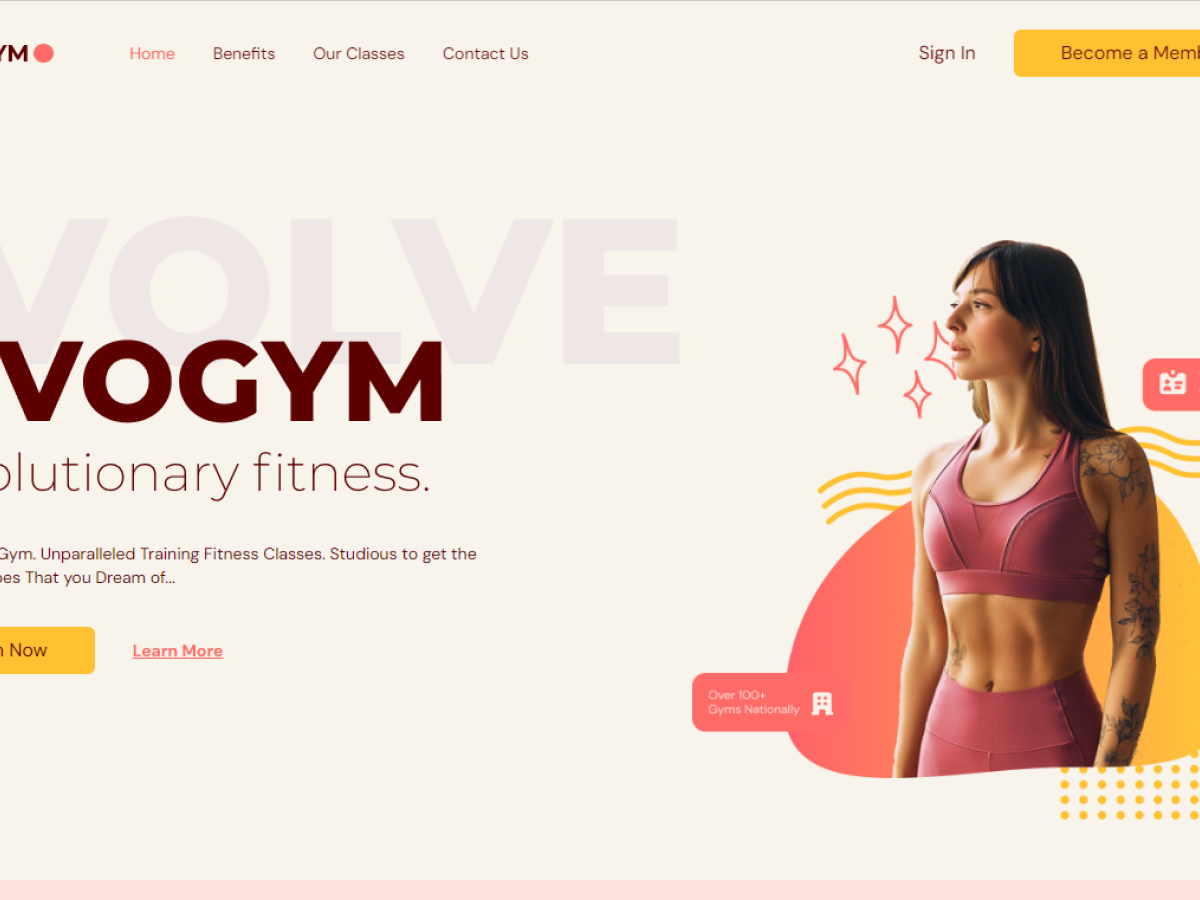 YM
Home Benefits Our Classes Contact Us Sign In Become a Memb
VOLVE
VOGYM
olutionary fitness.
Gym. Unparalleled Training Fitness Classes. Studious to get the
pes That you Dream of...
n Now Learn More
Over 100+
Gyms Nationally